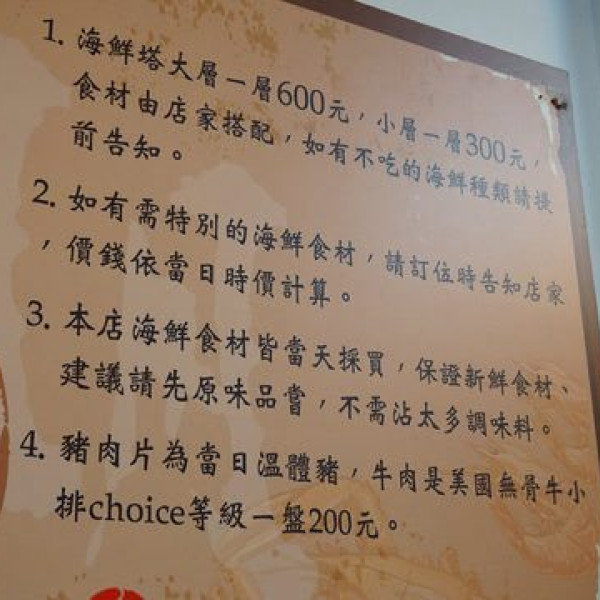 1. 海鮮塔大層一層600元，小層一層300元，
食材由店家搭配，如有不吃的海鮮種類請提
前告知。
2. 如有需特別的海鮮食材，請訂位時告知店家
，價錢依當日時價計算。
3. 本店海鮮食材皆當天採買，保證新鮮食材、
建議請先原味品嘗，不需沾太多調味料。
4. 豬肉片為當日溫體豬，牛肉是美國無骨牛小
排choice等級一盤200元。